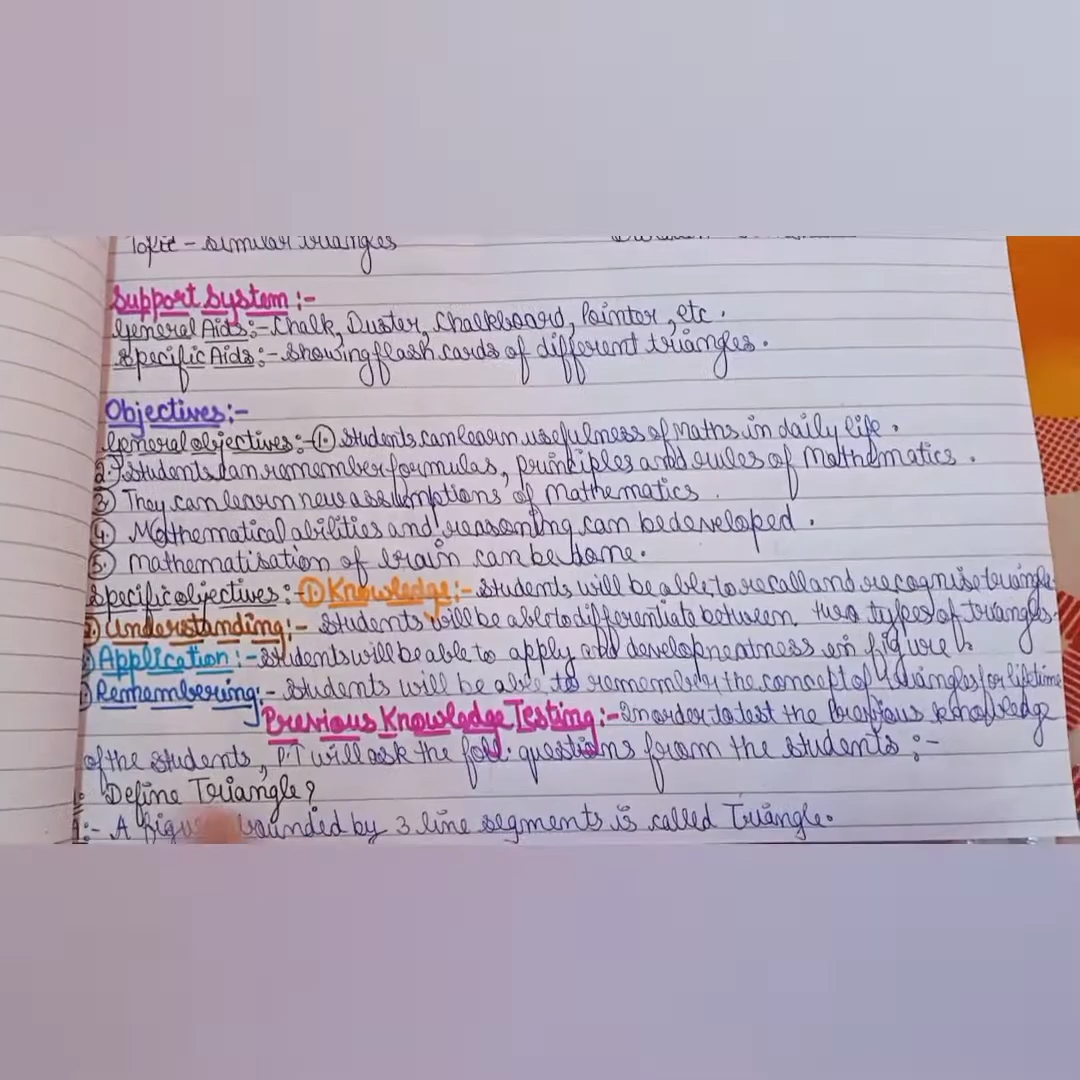 Topic - Similar triangles
Support System :-
General Aids :- Chalk, Duster, Chalkboard, Pointer, etc.
Specific Aids :- Showing flash cards of different triangles.
Objectives :-
General objectives :- ①. Students can learn usefulness of Maths in daily life.
②. Students can remember formulas, principles and rules of Mathematics.
③ They can learn new assumptions of Mathematics.
④. Mathematical abilities and reasoning can be developed.
⑤. Mathematisation of brain can be done.
Specific objectives :- ① Knowledge :- Students will be able to recall and recognise triangle
Understanding :- Students will be able to differentiate between two types of triangles.
Application :- Students will be able to apply and develop neatness in figure
Remembering :- Students will be able to remember the concept of triangles for lifetime
Previous Knowledge Testing :- In order to test the previous knowledge
of the students, P.T will ask the foll. questions from the students :-
Define Triangle?
:- A figure bounded by 3 line segments is called Triangle.